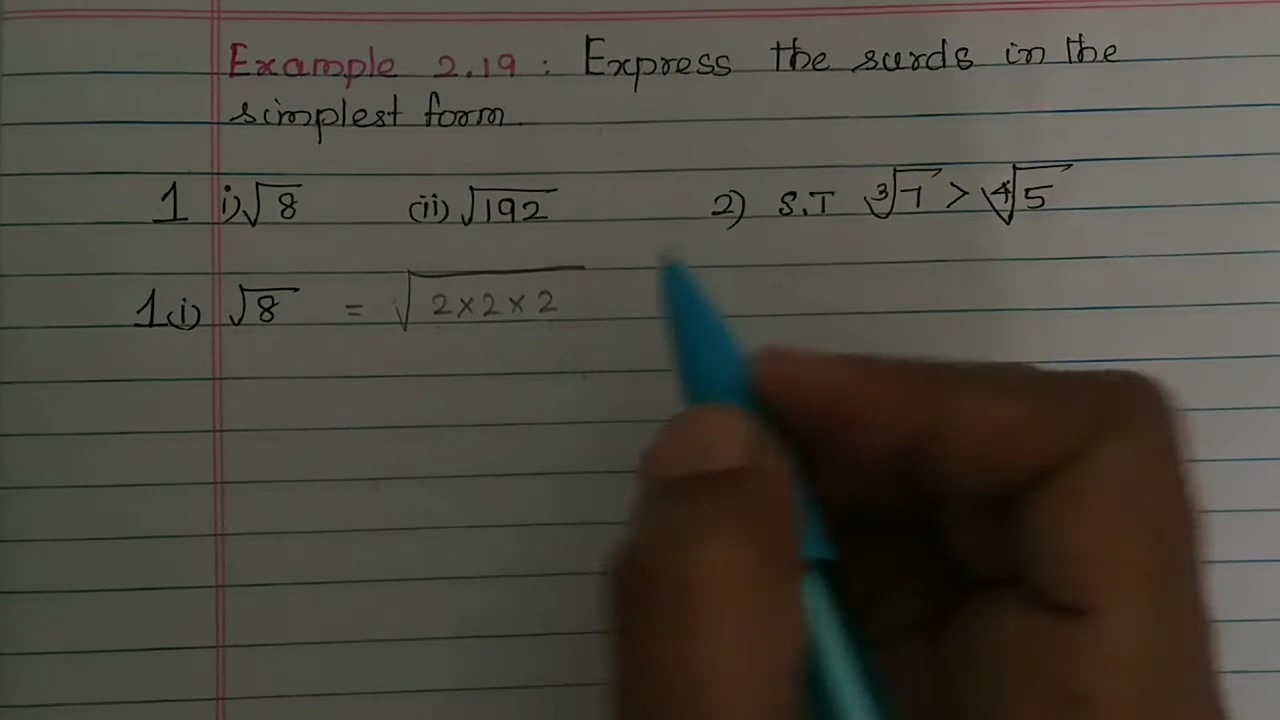 Example 2.19 : Express the surds in the
simplest form
1 i) √8 (ii) √192 2) S.T ∛7 > ∜5
1(i) √8 = √2×2×2